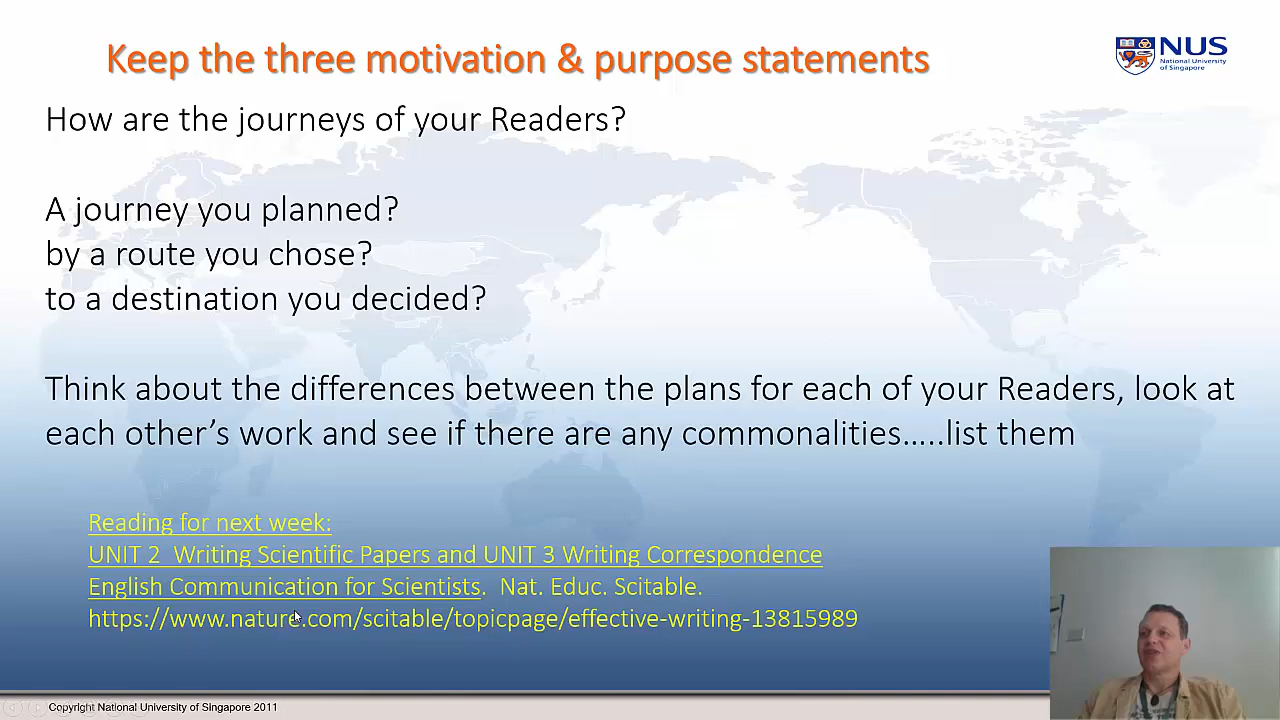 Keep the three motivation & purpose statements
NUS
National University
of Singapore
How are the journeys of your Readers?
A journey you planned?
by a route you chose?
to a destination you decided?
Think about the differences between the plans for each of your Readers, look at
each other’s work and see if there are any commonalities…..list them
Reading for next week:
UNIT 2  Writing Scientific Papers and UNIT 3 Writing Correspondence
English Communication for Scientists.  Nat. Educ. Scitable.
https://www.nature.com/scitable/topicpage/effective-writing-13815989
Copyright National University of Singapore 2011